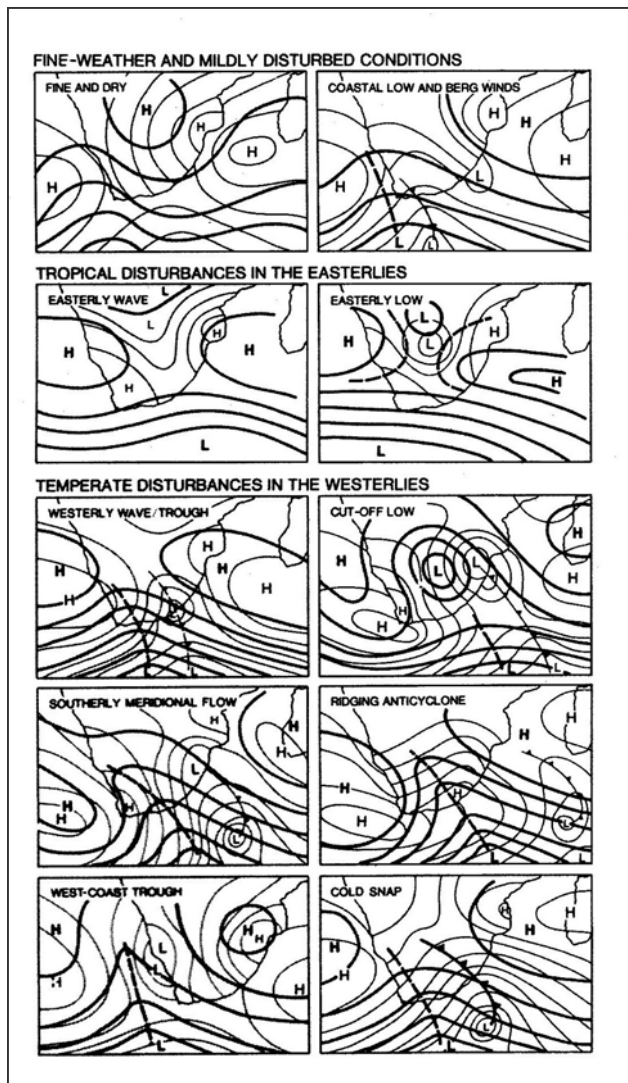 FINE-WEATHER AND MILDLY DISTURBED CONDITIONS
FINE AND DRY
H
H
H
H
COASTAL LOW AND BERG WINDS
H
H
H
H
L
L
L
TROPICAL DISTURBANCES IN THE EASTERLIES
EASTERLY WAVE
L
L
H
H
H
H
L
EASTERLY LOW
L
H
L
H
H
H
L
TEMPERATE DISTURBANCES IN THE WESTERLIES
WESTERLY WAVE/TROUGH
H
H
H
H
H
L
L
L
CUT-OFF LOW
H
L
L
H
H
H
H
L
L
SOUTHERLY MERIDIONAL FLOW
H
H
H
L
H
H
H
L
L
RIDGING ANTICYCLONE
H
H
H
H
H
L
L
WEST-COAST TROUGH
H
L
H
H
L
H
H
L
COLD SNAP
H
H
H
H
H
L
L